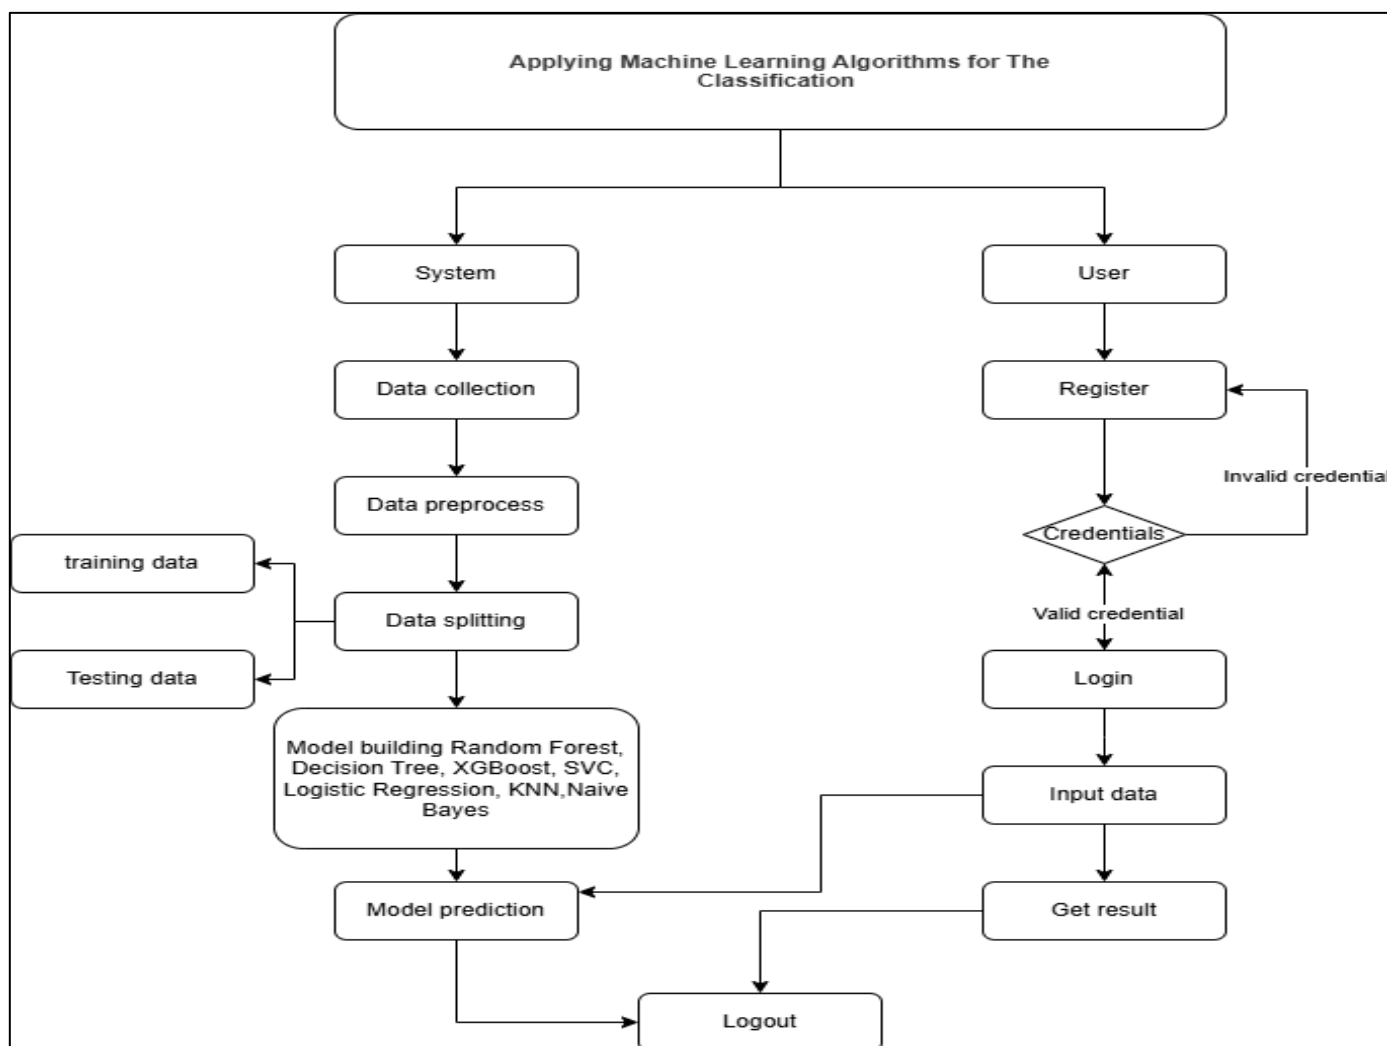 Applying Machine Learning Algorithms for The
Classification
System
User
Data collection
Register
Invalid credential
Data preprocess
Credentials
training data
Data splitting
Valid credential
Testing data
Login
Model building Random Forest,
Decision Tree, XGBoost, SVC,
Logistic Regression, KNN,Naive
Bayes
Input data
Model prediction
Get result
Logout